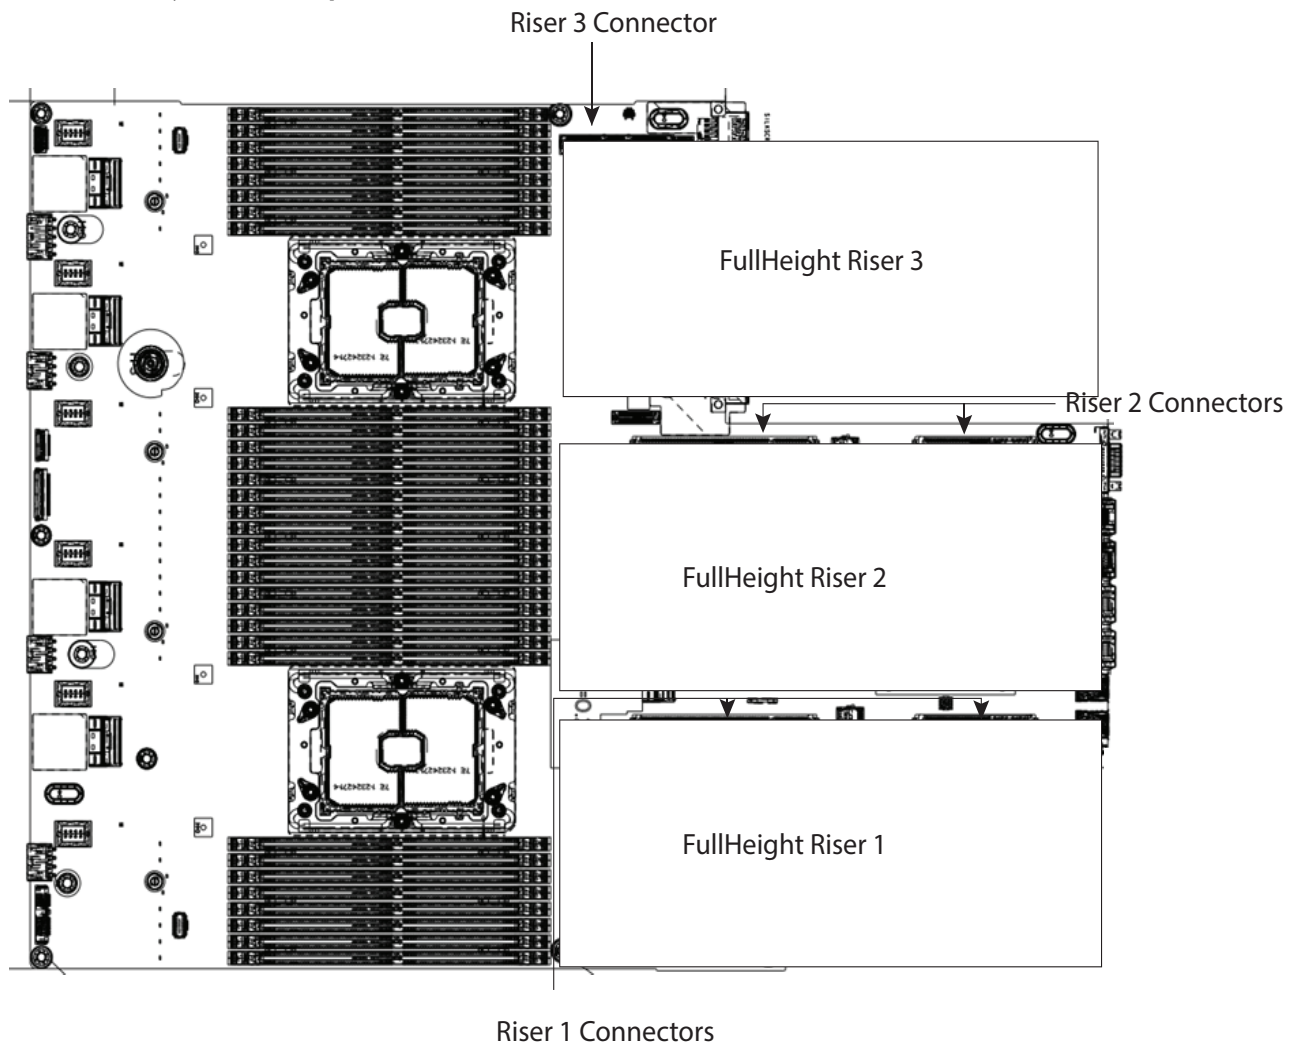 Riser 3 Connector
FullHeight Riser 3
Riser 2 Connectors
FullHeight Riser 2
FullHeight Riser 1
Riser 1 Connectors